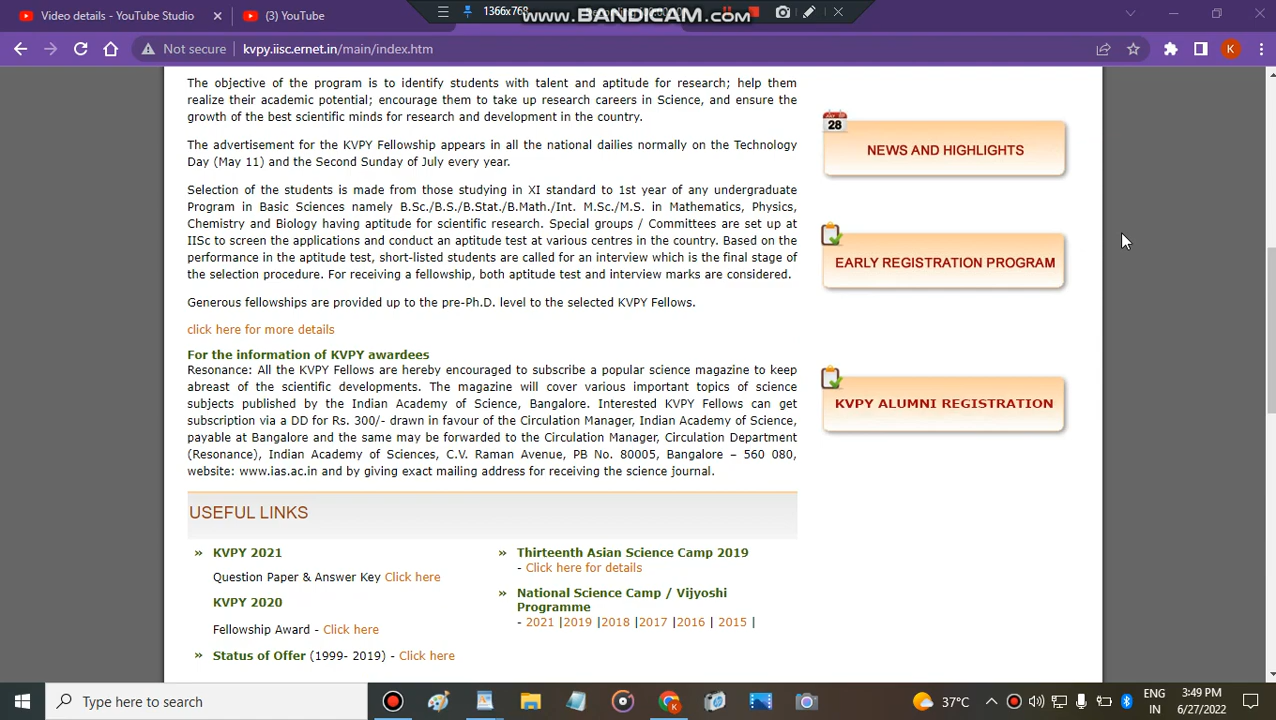 Video details - YouTube Studio
(3) YouTube
1366x768
www.BANDICAM.com
Not secure
kvpy.iisc.ernet.in/main/index.htm
K
The objective of the program is to identify students with talent and aptitude for research; help them
realize their academic potential; encourage them to take up research careers in Science, and ensure the
growth of the best scientific minds for research and development in the country.
The advertisement for the KVPY Fellowship appears in all the national dailies normally on the Technology
Day (May 11) and the Second Sunday of July every year.
Selection of the students is made from those studying in XI standard to 1st year of any undergraduate
Program in Basic Sciences namely B.Sc./B.S./B.Stat./B.Math./Int. M.Sc./M.S. in Mathematics, Physics,
Chemistry and Biology having aptitude for scientific research. Special groups / Committees are set up at
IISc to screen the applications and conduct an aptitude test at various centres in the country. Based on the
performance in the aptitude test, short-listed students are called for an interview which is the final stage of
the selection procedure. For receiving a fellowship, both aptitude test and interview marks are considered.
Generous fellowships are provided up to the pre-Ph.D. level to the selected KVPY Fellows.
click here for more details
For the information of KVPY awardees
Resonance: All the KVPY Fellows are hereby encouraged to subscribe a popular science magazine to keep
abreast of the scientific developments. The magazine will cover various important topics of science
subjects published by the Indian Academy of Science, Bangalore. Interested KVPY Fellows can get
subscription via a DD for Rs. 300/- drawn in favour of the Circulation Manager, Indian Academy of Science,
payable at Bangalore and the same may be forwarded to the Circulation Manager, Circulation Department
(Resonance), Indian Academy of Sciences, C.V. Raman Avenue, PB No. 80005, Bangalore – 560 080,
website: www.ias.ac.in and by giving exact mailing address for receiving the science journal.
28
NEWS AND HIGHLIGHTS
EARLY REGISTRATION PROGRAM
KVPY ALUMNI REGISTRATION
USEFUL LINKS
» KVPY 2021
Question Paper & Answer Key Click here
KVPY 2020
Fellowship Award - Click here
» Status of Offer (1999- 2019) - Click here
» Thirteenth Asian Science Camp 2019
- Click here for details
» National Science Camp / Vijyoshi
Programme
- 2021 |2019 |2018 |2017 |2016 | 2015 |
Type here to search
K
37°C
ENG
IN
3:49 PM
6/27/2022